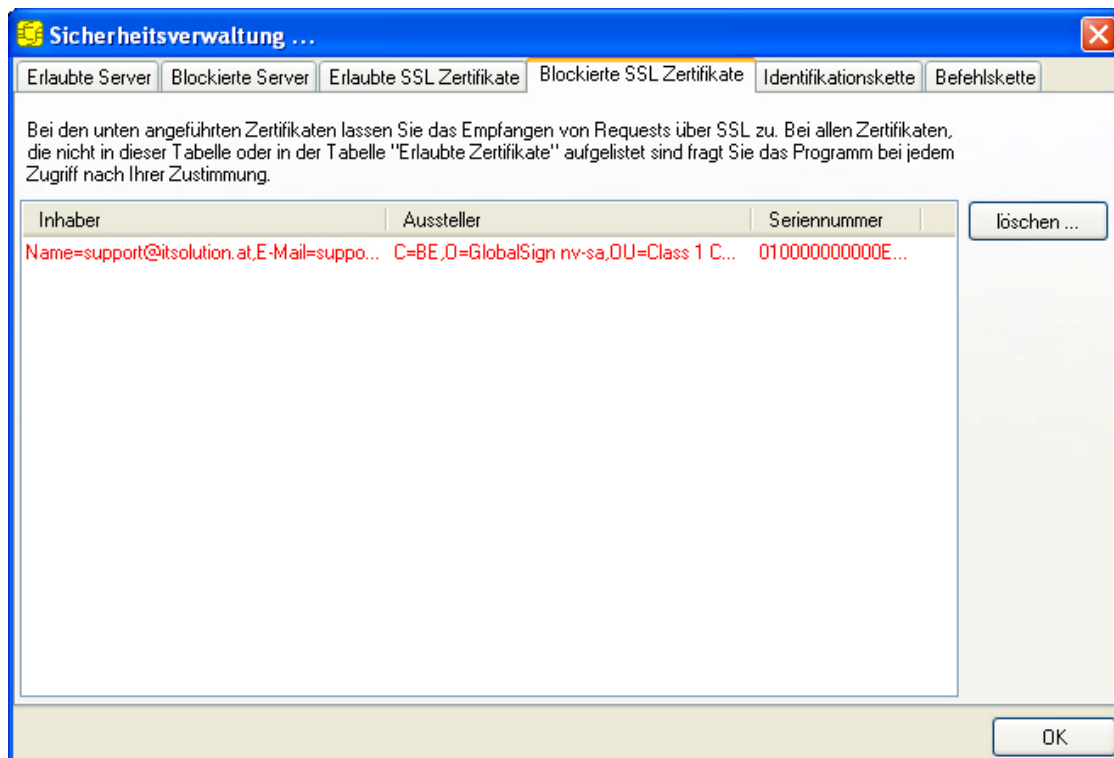 Sicherheitsverwaltung ...
Erlaubte Server Blockierte Server Erlaubte SSL Zertifikate Blockierte SSL Zertifikate Identifikationskette Befehlskette
Bei den unten angeführten Zertifikaten lassen Sie das Empfangen von Requests über SSL zu. Bei allen Zertifikaten,
die nicht in dieser Tabelle oder in der Tabelle "Erlaubte Zertifikate" aufgelistet sind fragt Sie das Programm bei jedem
Zugriff nach Ihrer Zustimmung.
Inhaber Aussteller Seriennummer löschen ...
Name=support@itsolution.at,E-Mail=suppo... C=BE,O=GlobalSign nv-sa,OU=Class 1 C... 010000000000E...
OK